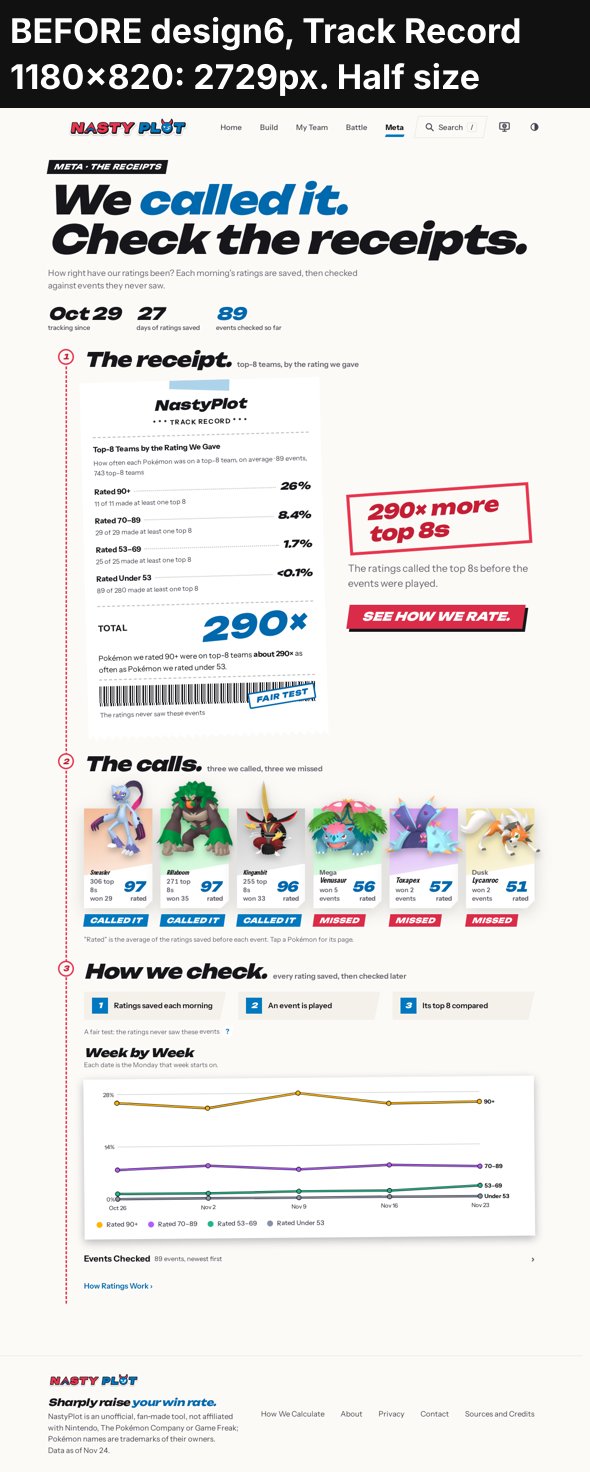 BEFORE design6, Track Record
1180×820: 2729px. Half size
NASTY PLOT
Home
Build
My Team
Battle
Meta
Search /
META · THE RECEIPTS
We called it.
Check the receipts.
How right have our ratings been? Each morning's ratings are saved, then checked
against events they never saw.
Oct 29
27
89
tracking since
days of ratings saved
events checked so far
1
The receipt. top-8 teams, by the rating we gave
NastyPlot
*** TRACK RECORD ***
Top-8 Teams by the Rating We Gave
How often each Pokémon was on a top-8 team, on average · 89 events,
743 top-8 teams
Rated 90+ 26%
11 of 11 made at least one top 8
Rated 70–89 8.4%
29 of 29 made at least one top 8
Rated 53–69 1.7%
25 of 25 made at least one top 8
Rated Under 53 <0.1%
89 of 280 made at least one top 8
TOTAL 290×
Pokémon we rated 90+ were on top-8 teams about 290× as
often as Pokémon we rated under 53.
FAIR TEST
The ratings never saw these events
290× more
top 8s
The ratings called the top 8s before the
events were played.
SEE HOW WE RATE.
2
The calls. three we called, three we missed
Sneasler
306 top
8s
won 29
97
rated
CALLED IT
Rillaboom
271 top
8s
won 35
97
rated
CALLED IT
Kingambit
255 top
8s
won 33
96
rated
CALLED IT
Mega
Venusaur
won 5
events
56
rated
MISSED
Toxapex
won 2
events
57
rated
MISSED
Dusk
Lycanroc
won 2
events
51
rated
MISSED
"Rated" is the average of the ratings saved before each event. Tap a Pokémon for its page.
3
How we check. every rating saved, then checked later
1 Ratings saved each morning
2 An event is played
3 Its top 8 compared
A fair test: the ratings never saw these events ?
Week by Week
Each date is the Monday that week starts on.
28%
14%
0%
90+
70–89
53–69
Under 53
Oct 26
Nov 2
Nov 9
Nov 16
Nov 23
Rated 90+
Rated 70–89
Rated 53–69
Rated Under 53
Events Checked 89 events, newest first ›
How Ratings Work ›
NASTY PLOT
Sharply raise your win rate.
NastyPlot is an unofficial, fan-made tool, not affiliated
with Nintendo, The Pokémon Company or Game Freak;
Pokémon names are trademarks of their owners.
Data as of Nov 24.
How We Calculate
About
Privacy
Contact
Sources and Credits